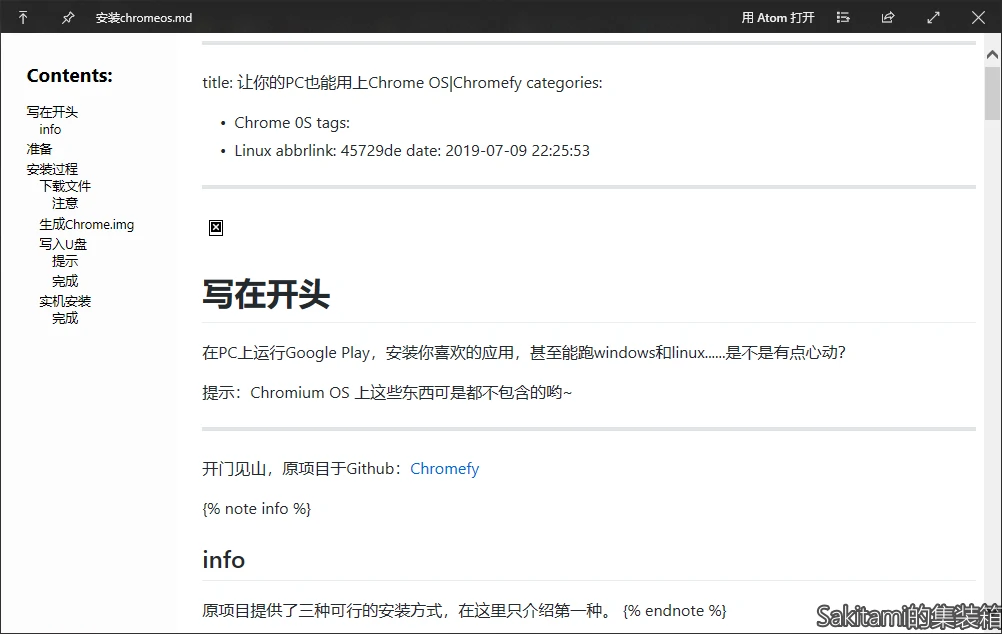 安装chromeos.md
用 Atom 打开
Contents:
写在开头
info
准备
安装过程
下载文件
注意
生成Chrome.img
写入U盘
提示
完成
实机安装
完成
title: 让你的PC也能用上Chrome OS|Chromefy categories:
• Chrome 0S tags:
• Linux abbrlink: 45729de date: 2019-07-09 22:25:53
写在开头
在PC上运行Google Play，安装你喜欢的应用，甚至能跑windows和linux......是不是有点心动？
提示：Chromium OS 上这些东西可是都不包含的哟~
开门见山，原项目于Github：Chromefy
{% note info %}
info
原项目提供了三种可行的安装方式，在这里只介绍第一种。 {% endnote %}
Sakitami的集装箱